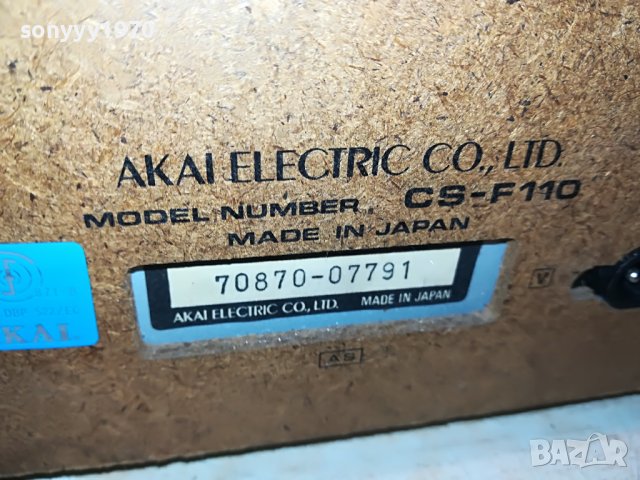 sonyyy1970
AKAI ELECTRIC CO., LTD.
MODEL NUMBER. CS-F110
MADE IN JAPAN
70870-07791
AKAI ELECTRIC CO., LTD. MADE IN JAPAN
V
AS
BAZAR